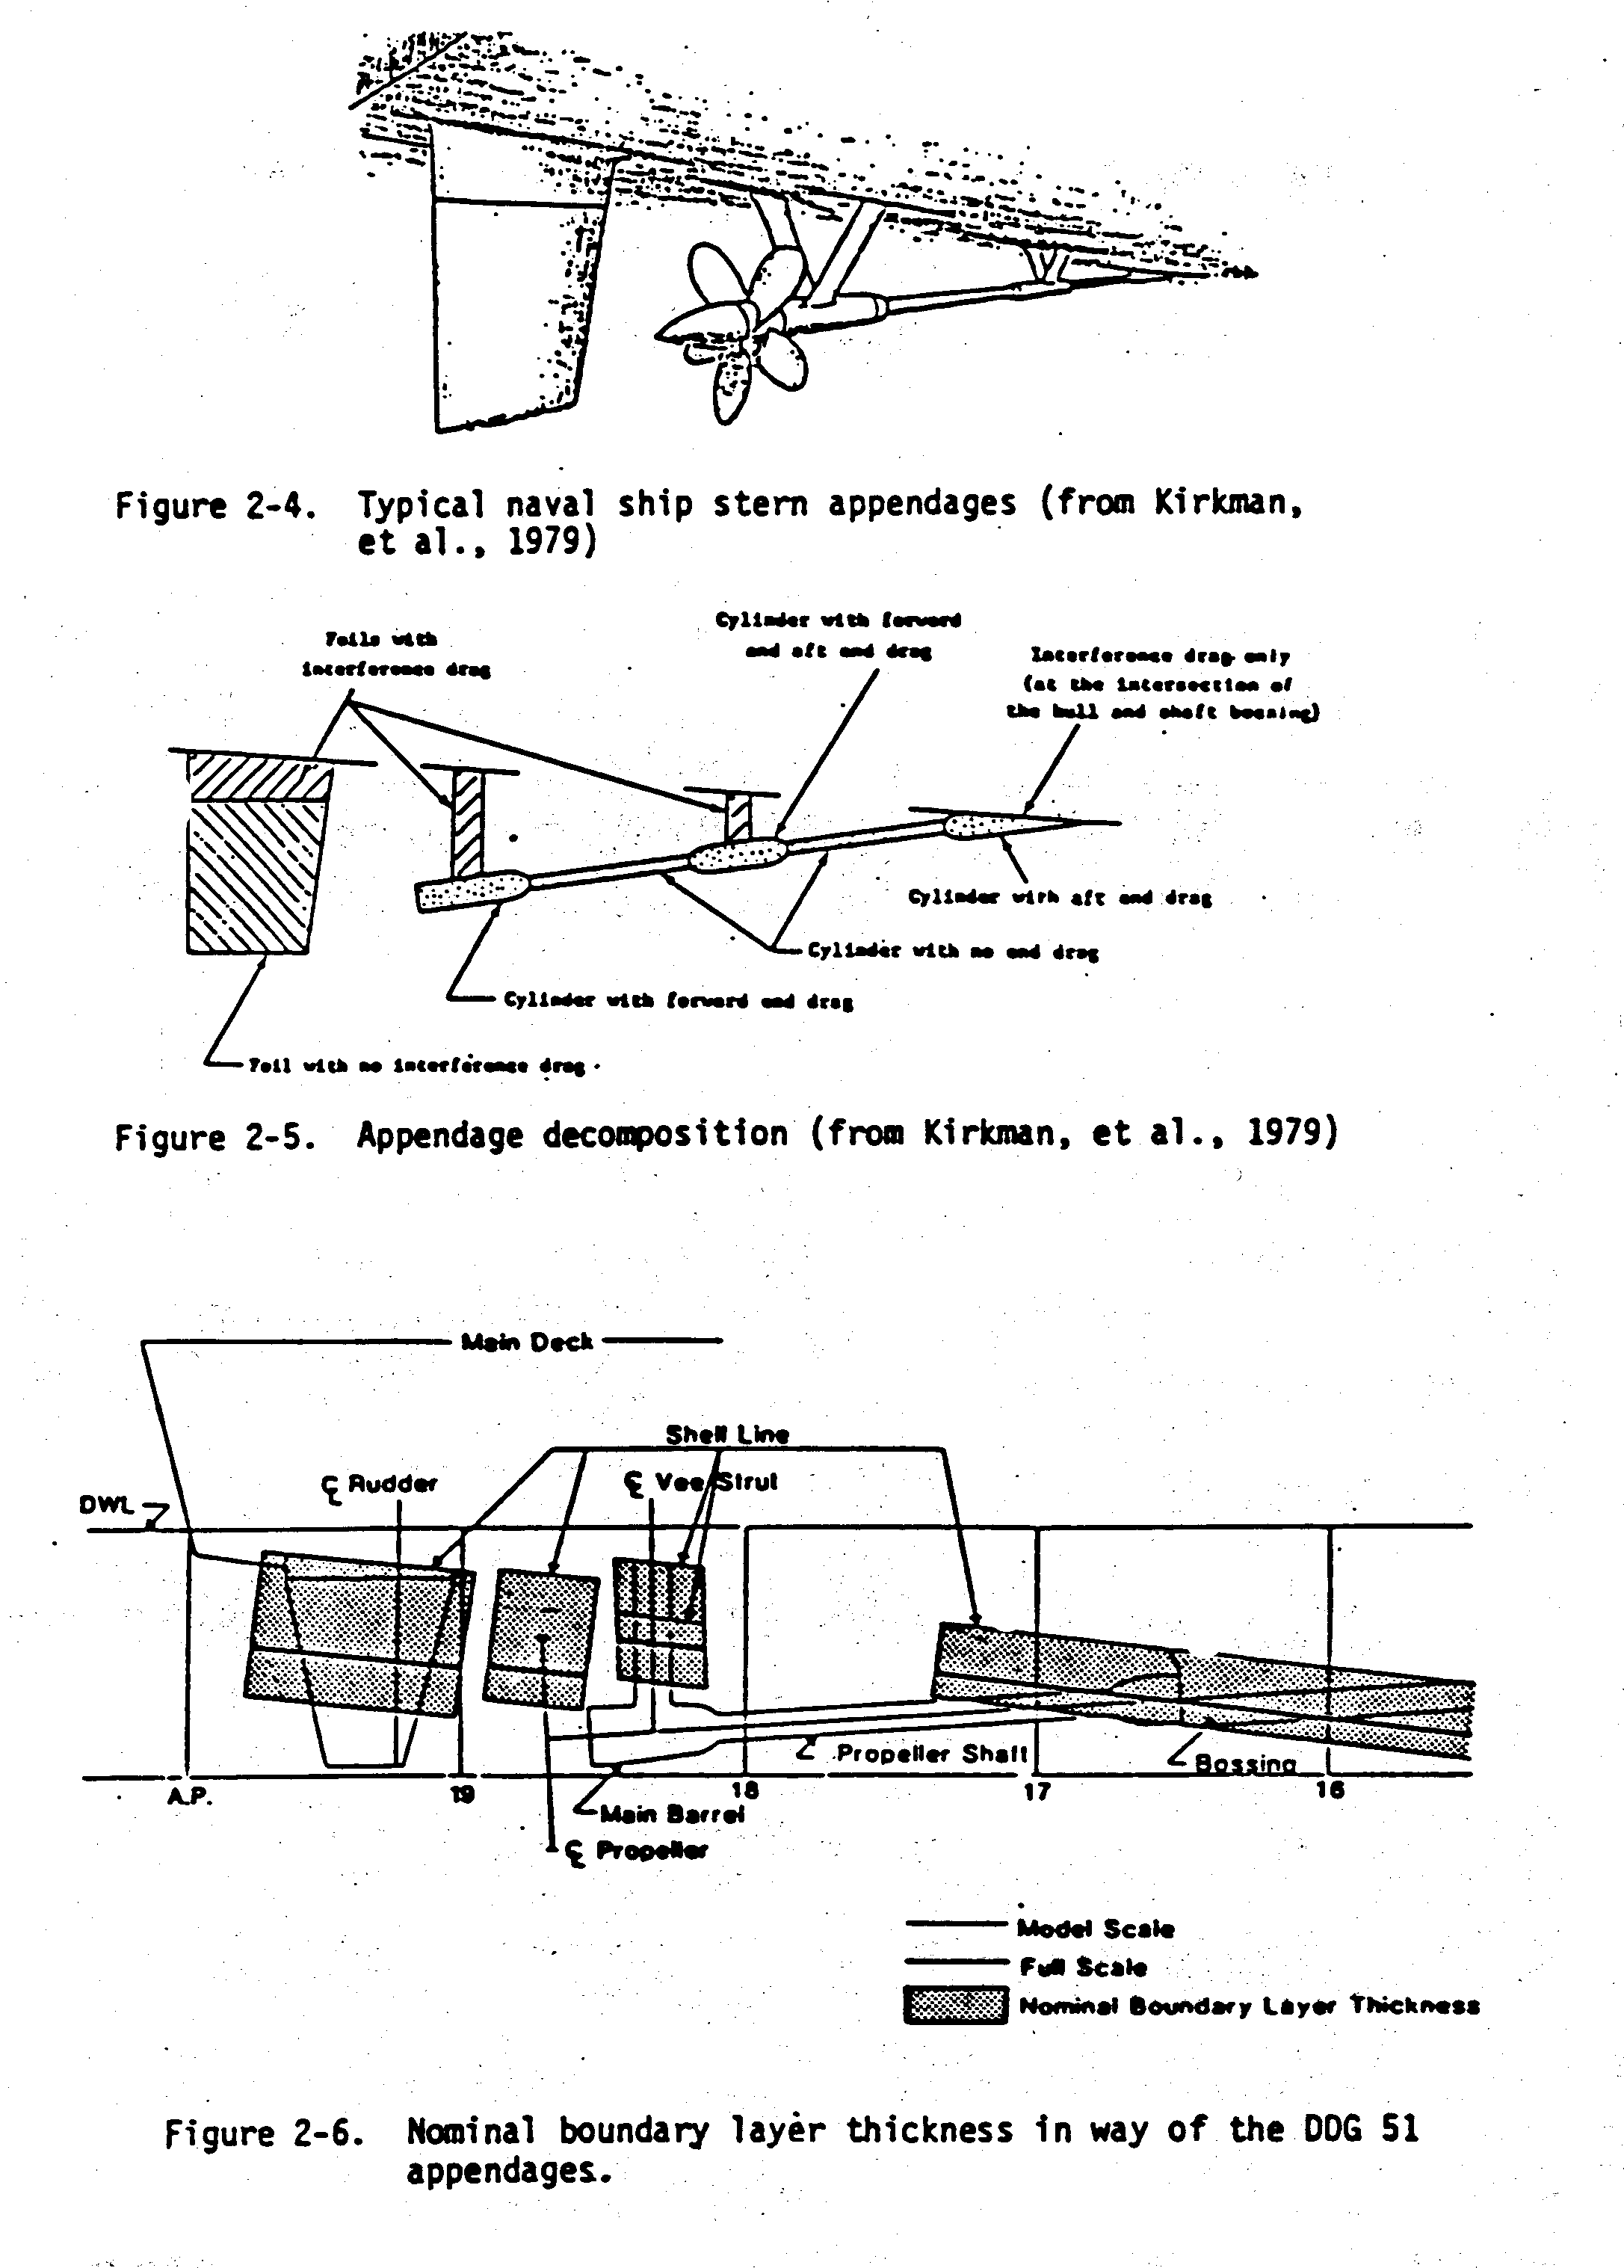 Figure 2-4. Typical naval ship stern appendages (from Kirkman,
et al., 1979)
Foils with
interference drag
Cylinder with forward
and aft end drag
Interference drag only
(at the intersection of
the hull and shaft bossing)
Cylinder with aft end drag
Cylinder with no end drag
Cylinder with forward end drag
Foil with no interference drag
Figure 2-5. Appendage decomposition (from Kirkman, et al., 1979)
Main Deck
Shell Line
℄ Rudder
℄ Vee Strut
DWL
Propeller Shaft
Bossing
A.P.
19
18
17
16
Main Barrel
℄ Propeller
Model Scale
Full Scale
Nominal Boundary Layer Thickness
Figure 2-6. Nominal boundary layer thickness in way of the DDG 51
appendages.